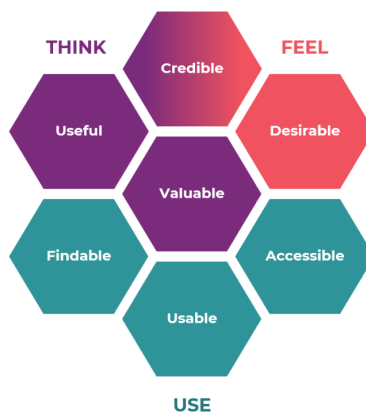 THINK
FEEL
Credible
Useful
Desirable
Valuable
Findable
Accessible
Usable
USE